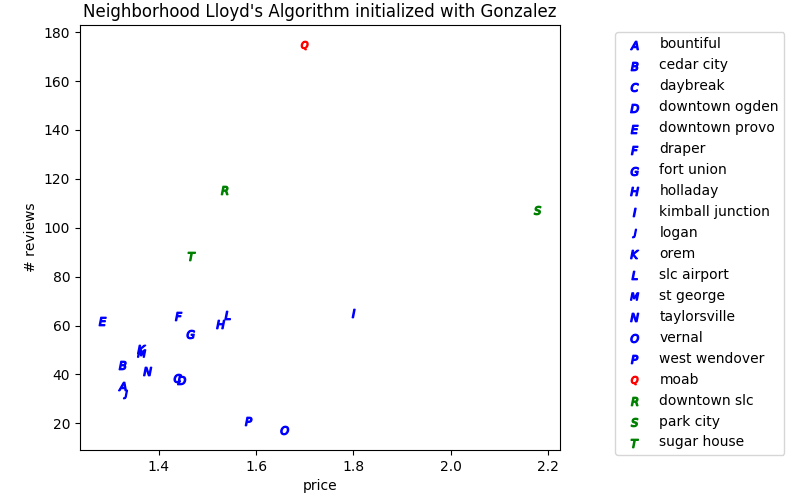 Neighborhood Lloyd's Algorithm initialized with Gonzalez
180
160
140
120
100
80
60
40
20
# reviews
1.4 1.6 1.8 2.0 2.2
price
Q
R
S
T
E
F
L
H
I
G
K
M
B
N
C
D
A
J
P
O
A bountiful
B cedar city
C daybreak
D downtown ogden
E downtown provo
F draper
G fort union
H holladay
I kimball junction
J logan
K orem
L slc airport
M st george
N taylorsville
O vernal
P west wendover
Q moab
R downtown slc
S park city
T sugar house